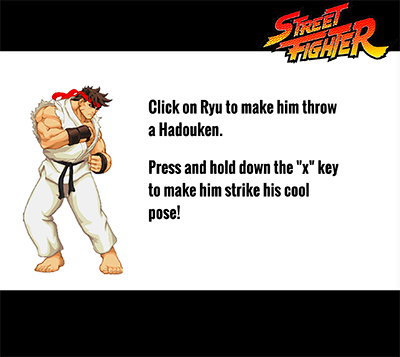 STREET
FIGHTER
Click on Ryu to make him throw
a Hadouken.
Press and hold down the "x" key
to make him strike his cool
pose!